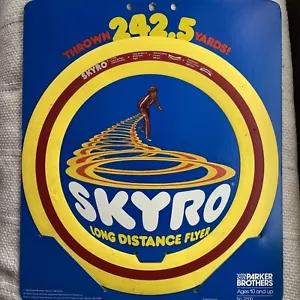 THROWN 242.5 YARDS!
SKYRO
SKYRO
LONG DISTANCE FLYER
PARKER
BROTHERS
Ages 10 and up